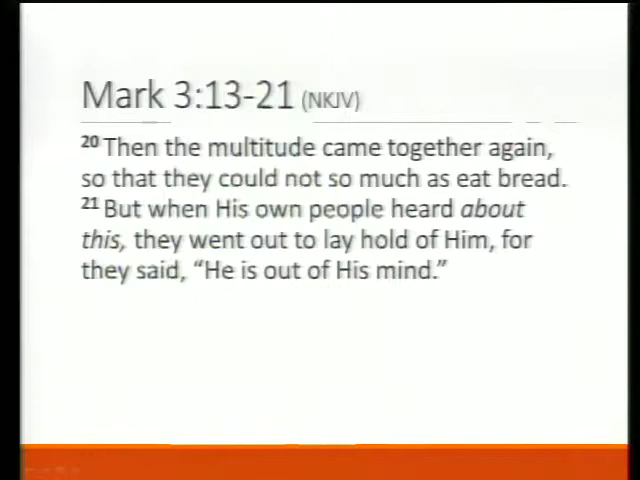 Mark 3:13-21 (NKJV)
20 Then the multitude came together again,
so that they could not so much as eat bread.
21 But when His own people heard about
this, they went out to lay hold of Him, for
they said, “He is out of His mind.”